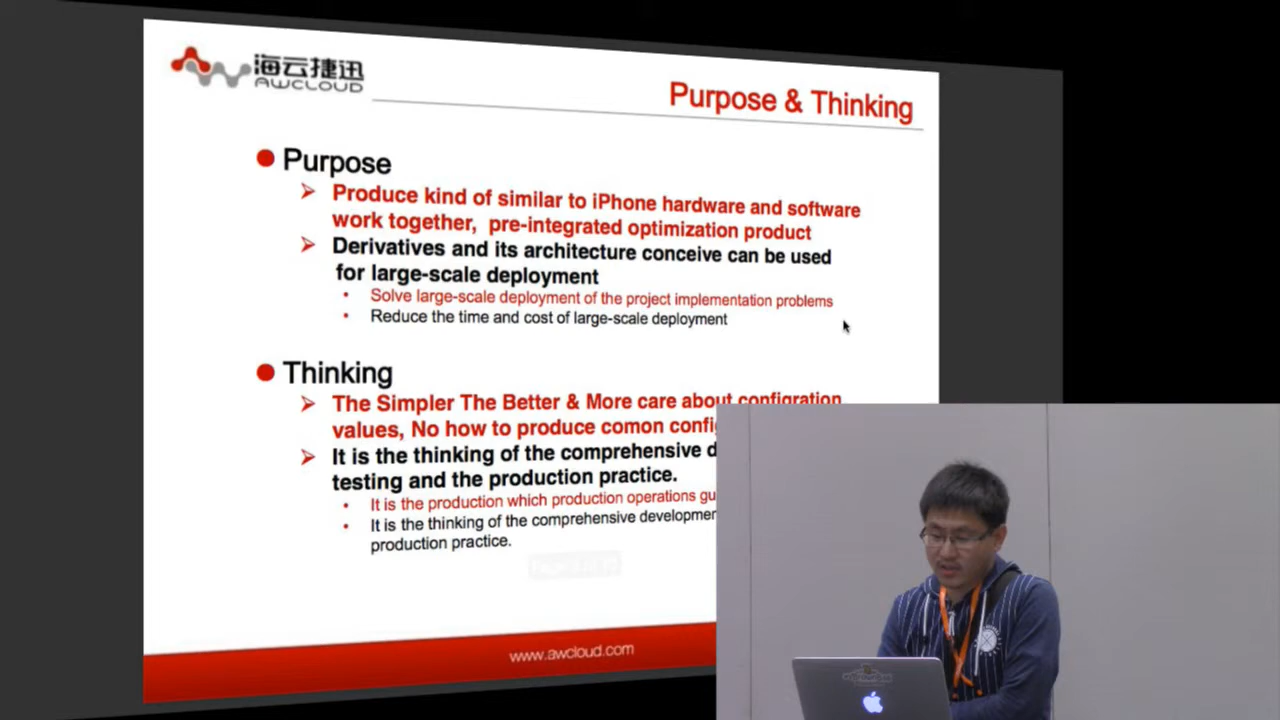 海云捷迅
AWCLOUD
Purpose & Thinking
Purpose
Produce kind of similar to iPhone hardware and software
work together, pre-integrated optimization product
Derivatives and its architecture conceive can be used
for large-scale deployment
Solve large-scale deployment of the project implementation problems
Reduce the time and cost of large-scale deployment
Thinking
The Simpler The Better & More care about configration
values, No how to produce comon
It is the thinking of the comprehensive
testing and the production practice.
It is the production which production operations
It is the thinking of the comprehensive
production practice.
www.awcloud.com